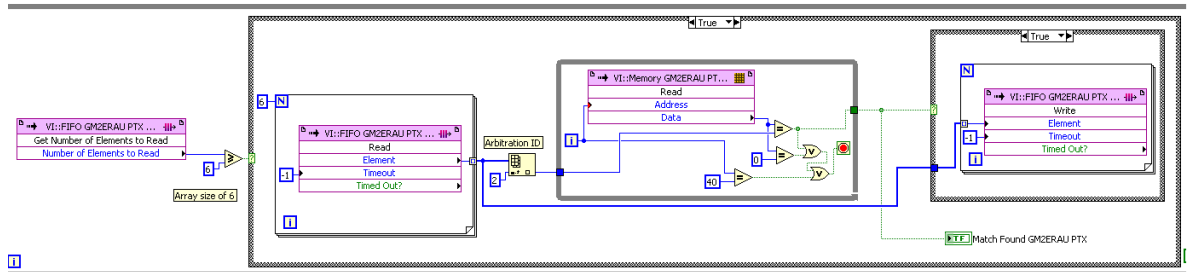 True
True
N
6
N
VI::Memory GM2ERAU PT...
Read
Address
Data
VI::FIFO GM2ERAU PTX ...
Write
Element
Timeout
Timed Out?
-1
i
VI::FIFO GM2ERAU PTX ...
Get Number of Elements to Read
Number of Elements to Read
6
Array size of 6
VI::FIFO GM2ERAU PTX ...
Read
Element
Timeout
Timed Out?
-1
i
Arbitration ID
2
i
=
=
0
=
40
V
V
TF
Match Found GM2ERAU PTX
i